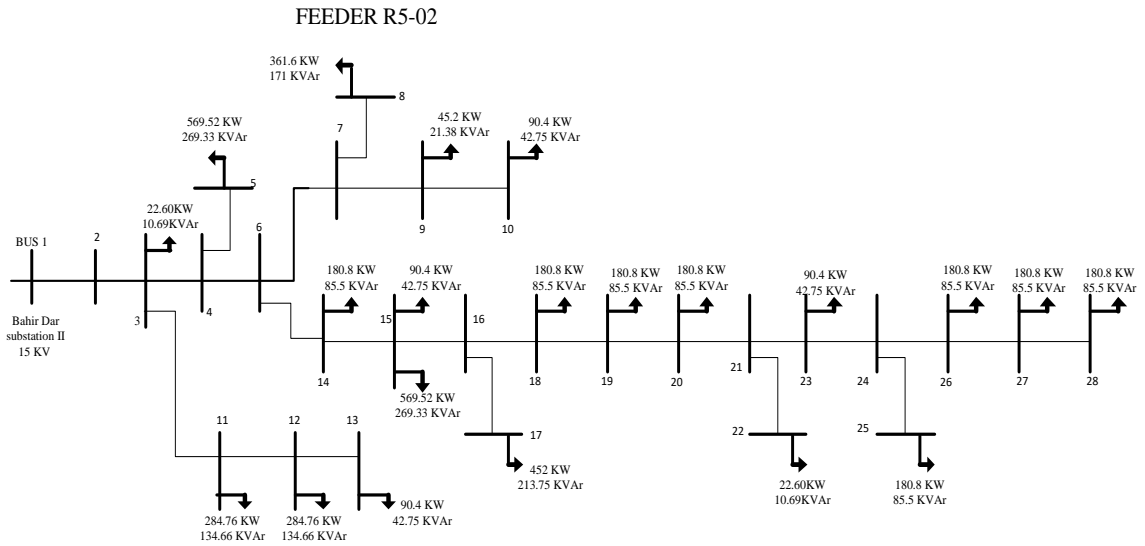 FEEDER R5-02
361.6 KW
171 KVAr
8
569.52 KW
269.33 KVAr
5
7
45.2 KW
21.38 KVAr
9
90.4 KW
42.75 KVAr
10
22.60KW
10.69KVAr
6
BUS 1
2
3
4
Bahir Dar
substation II
15 KV
180.8 KW
85.5 KVAr
14
90.4 KW
42.75 KVAr
15
569.52 KW
269.33 KVAr
16
180.8 KW
85.5 KVAr
18
180.8 KW
85.5 KVAr
19
180.8 KW
85.5 KVAr
20
21
90.4 KW
42.75 KVAr
23
24
180.8 KW
85.5 KVAr
26
180.8 KW
85.5 KVAr
27
180.8 KW
85.5 KVAr
28
11
284.76 KW
134.66 KVAr
12
284.76 KW
134.66 KVAr
13
90.4 KW
42.75 KVAr
17
452 KW
213.75 KVAr
22
22.60KW
10.69KVAr
25
180.8 KW
85.5 KVAr